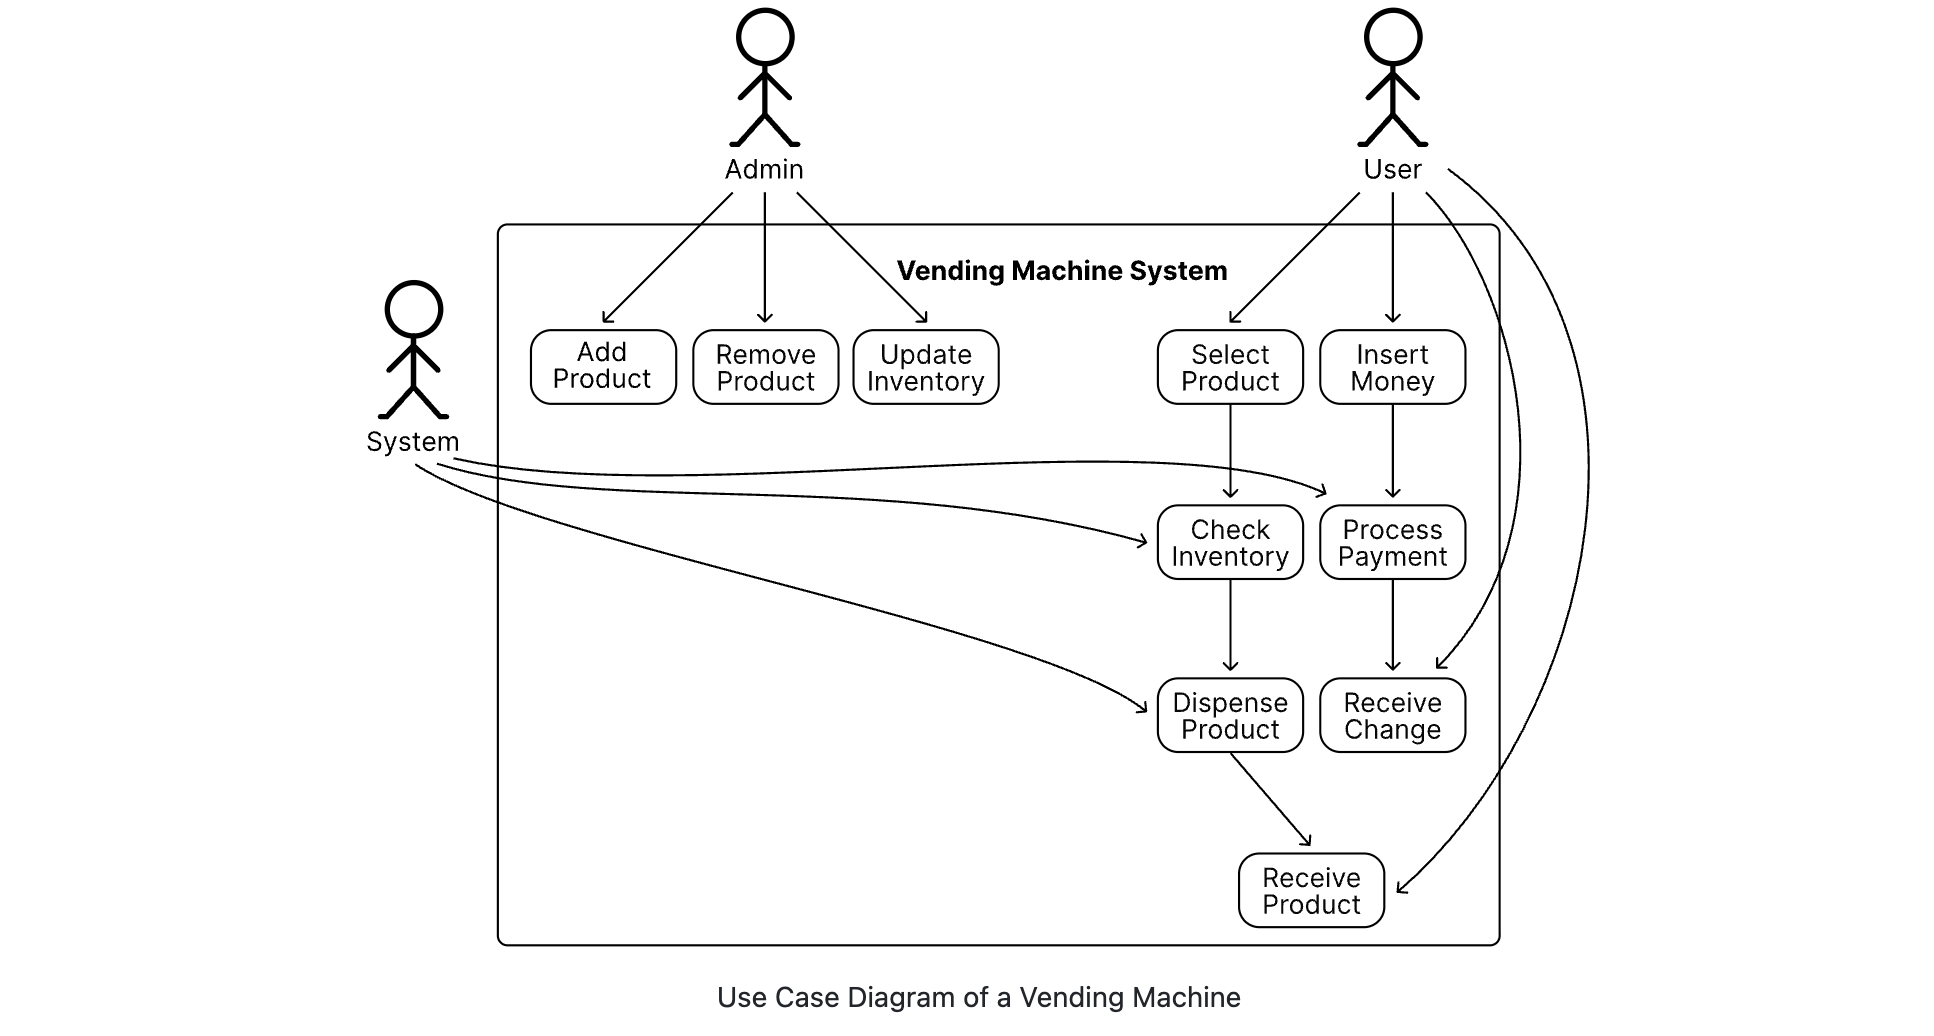 Admin
User
Vending Machine System
System
Add
Product
Remove
Product
Update
Inventory
Select
Product
Insert
Money
Check
Inventory
Process
Payment
Dispense
Product
Receive
Change
Receive
Product
Use Case Diagram of a Vending Machine